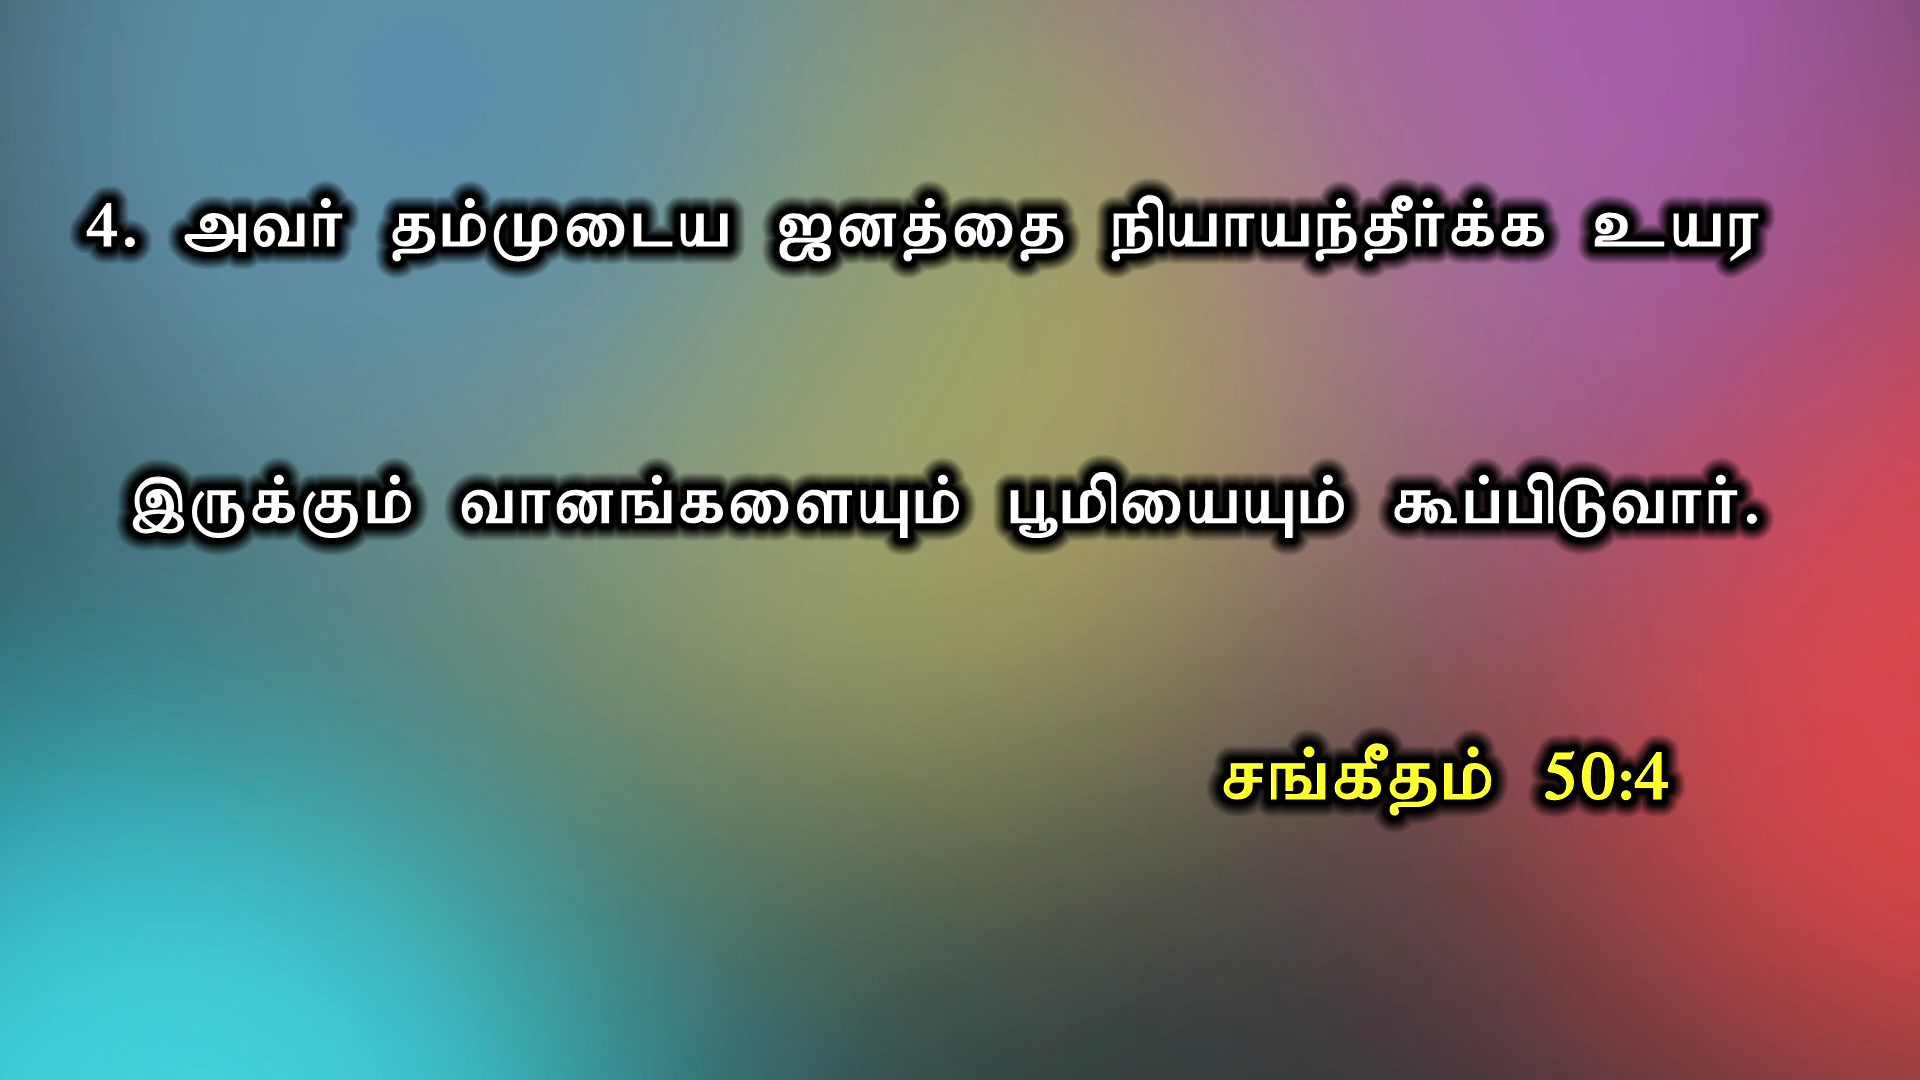 4. அவர் தம்முடைய ஜனத்தை நியாயந்தீர்க்க உயர
இருக்கும் வானங்களையும் பூமியையும் கூப்பிடுவார்.
சங்கீதம் 50:4